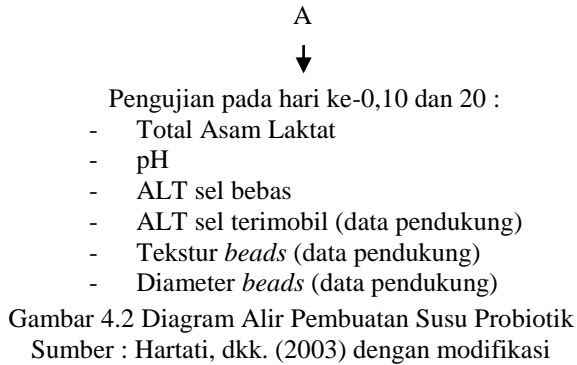 A
Pengujian pada hari ke-0,10 dan 20 :
- Total Asam Laktat
- pH
- ALT sel bebas
- ALT sel terimobil (data pendukung)
- Tekstur beads (data pendukung)
- Diameter beads (data pendukung)
Gambar 4.2 Diagram Alir Pembuatan Susu Probiotik
Sumber : Hartati, dkk. (2003) dengan modifikasi